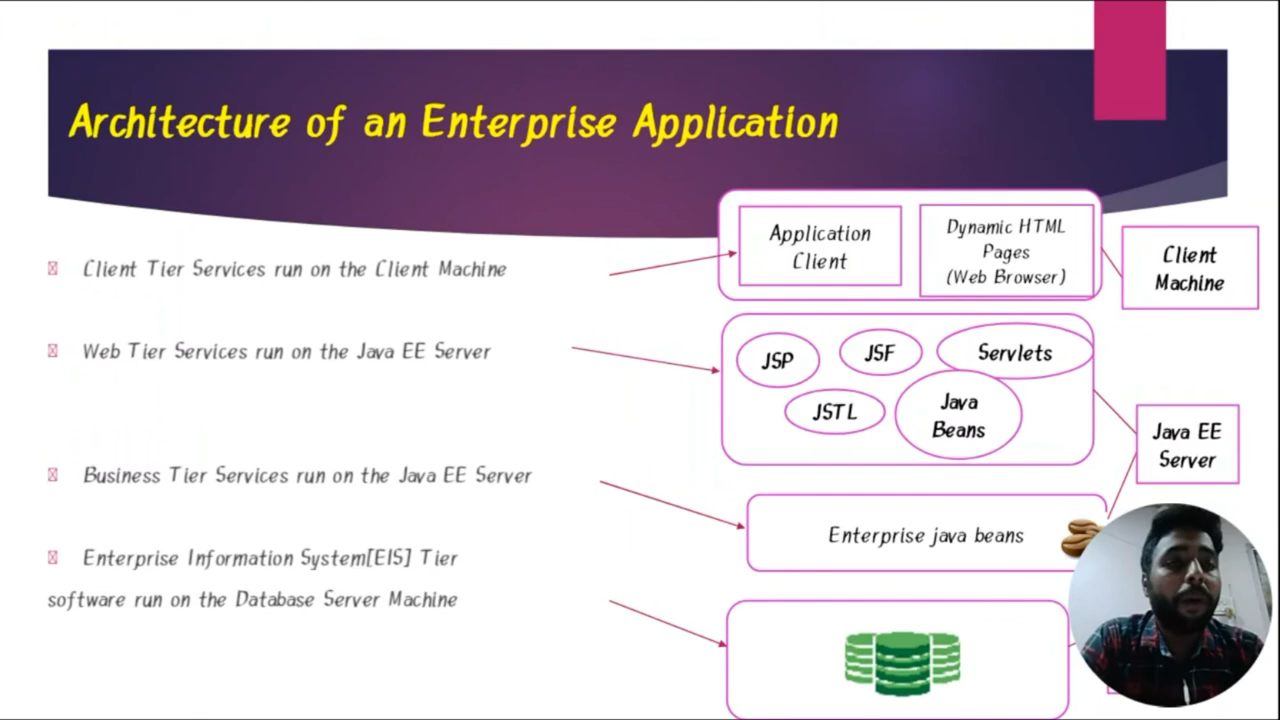 Architecture of an Enterprise Application
Client Tier Services run on the Client Machine
Web Tier Services run on the Java EE Server
Business Tier Services run on the Java EE Server
Enterprise Information System[EIS] Tier
software run on the Database Server Machine
Application
Client
Dynamic HTML
Pages
(Web Browser)
Client
Machine
JSP
JSF
Servlets
JSTL
Java
Beans
Java EE
Server
Enterprise java beans